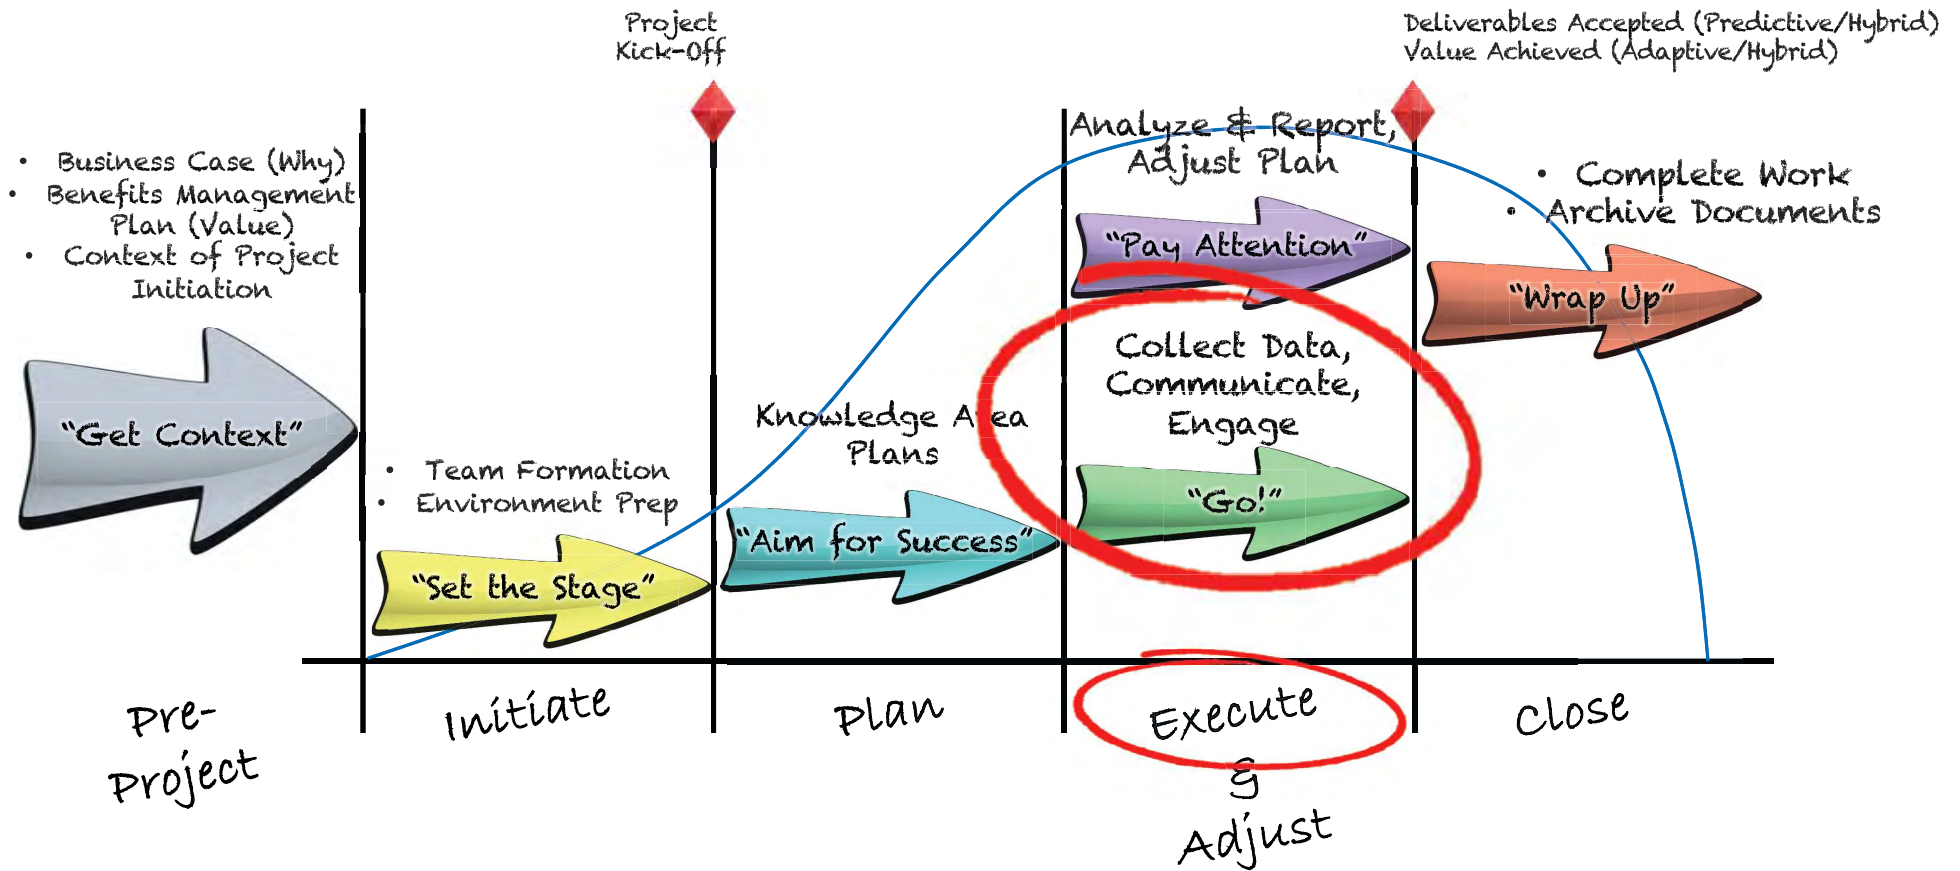 Project
Kick-Off
Deliverables Accepted (Predictive/Hybrid)
Value Achieved (Adaptive/Hybrid)
• Business Case (Why)
• Benefits Management
Plan (Value)
• Context of Project
Initiation
"Get Context"
• Team Formation
• Environment Prep
"Set the Stage"
Knowledge Area
Plans
"Aim for Success"
Analyze & Report,
Adjust Plan
"Pay Attention"
Collect Data,
Communicate,
Engage
"Go!"
• Complete Work
• Archive Documents
"Wrap Up"
Pre-
Project
Initiate
Plan
Execute
&
Adjust
Close